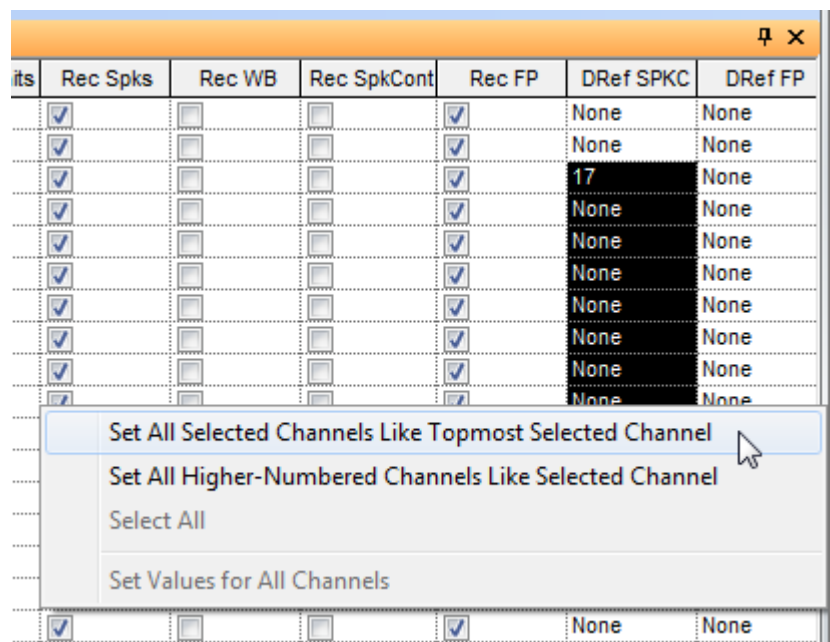 its Rec Spks Rec WB Rec SpkCont Rec FP DRef SPKC DRef FP
None None
None None
17 None
None None
None None
None None
None None
None None
None None
None None
Set All Selected Channels Like Topmost Selected Channel
Set All Higher-Numbered Channels Like Selected Channel
Select All
Set Values for All Channels
None None